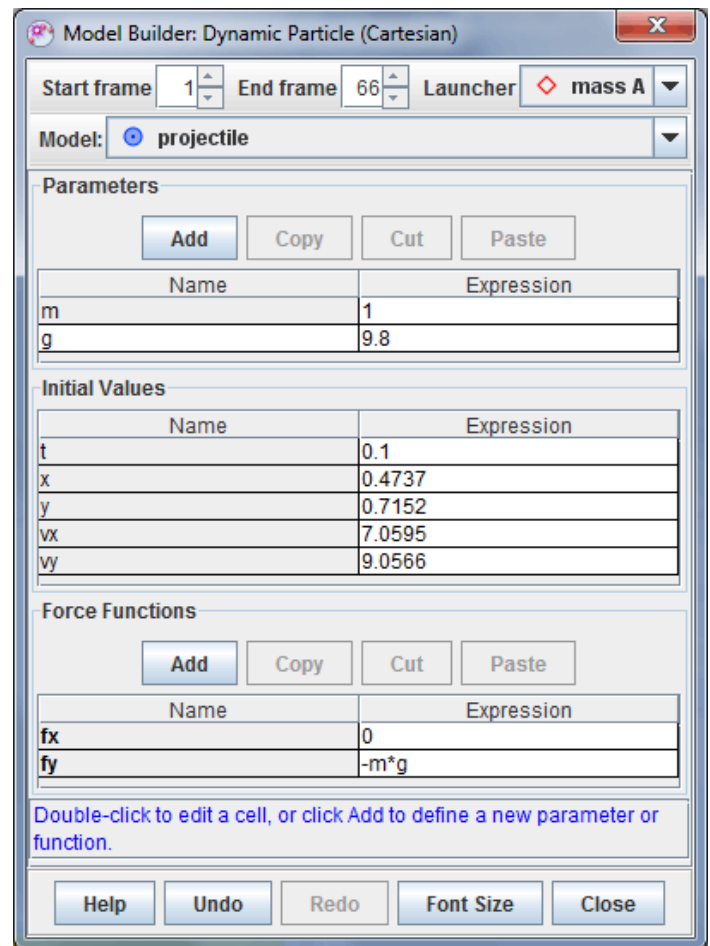 Model Builder: Dynamic Particle (Cartesian)
Start frame 1 End frame 66 Launcher mass A
Model: projectile
Parameters
Add Copy Cut Paste
Name Expression
m 1
g 9.8
Initial Values
Name Expression
t 0.1
x 0.4737
y 0.7152
vx 7.0595
vy 9.0566
Force Functions
Add Copy Cut Paste
Name Expression
fx 0
fy -m*g
Double-click to edit a cell, or click Add to define a new parameter or
function.
Help Undo Redo Font Size Close